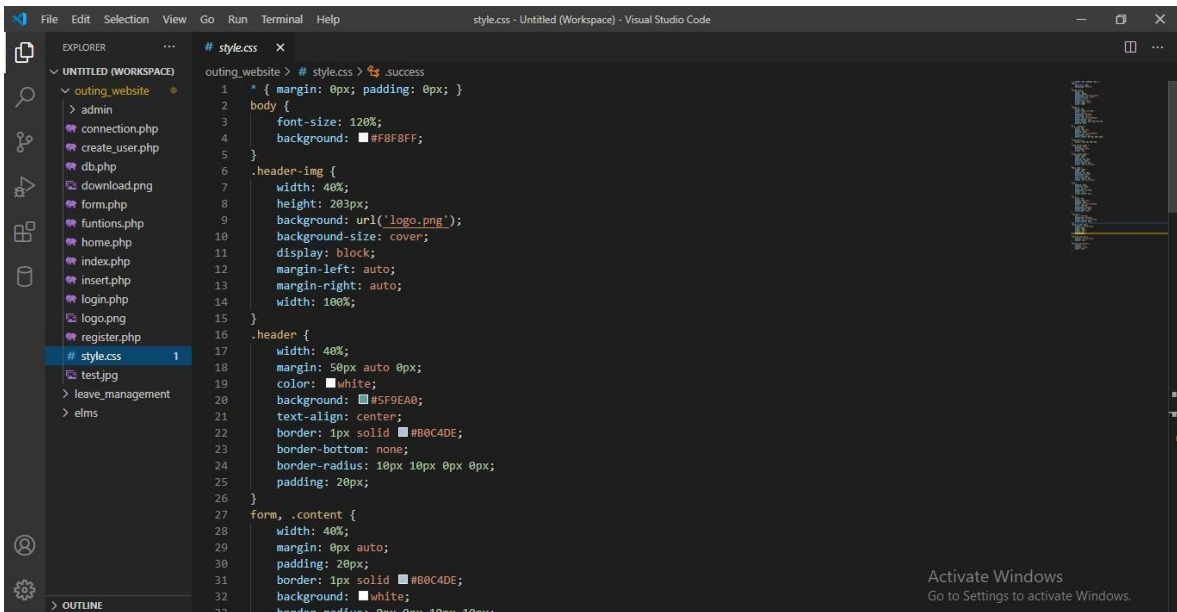 File Edit Selection View Go Run Terminal Help style.css - Untitled (Workspace) - Visual Studio Code
EXPLORER ··· # style.css ×
UNTITLED (WORKSPACE)
outing_website
> admin
connection.php
create_user.php
db.php
download.png
form.php
funtions.php
home.php
index.php
insert.php
login.php
logo.png
register.php
# style.css 1
test.jpg
> leave_management
> elms
> OUTLINE
outing_website > # style.css > .success
1 * { margin: 0px; padding: 0px; }
2 body {
3 font-size: 120%;
4 background: #F8F8FF;
5 }
6 .header-img {
7 width: 40%;
8 height: 203px;
9 background: url('logo.png');
10 background-size: cover;
11 display: block;
12 margin-left: auto;
13 margin-right: auto;
14 width: 100%;
15 }
16 .header {
17 width: 40%;
18 margin: 50px auto 0px;
19 color: white;
20 background: #5F9EA0;
21 text-align: center;
22 border: 1px solid #B0C4DE;
23 border-bottom: none;
24 border-radius: 10px 10px 0px 0px;
25 padding: 20px;
26 }
27 form, .content {
28 width: 40%;
29 margin: 0px auto;
30 padding: 20px;
31 border: 1px solid #B0C4DE;
32 background: white;
33 border-radius: 0px 0px 10px 10px;
Activate Windows
Go to Settings to activate Windows.